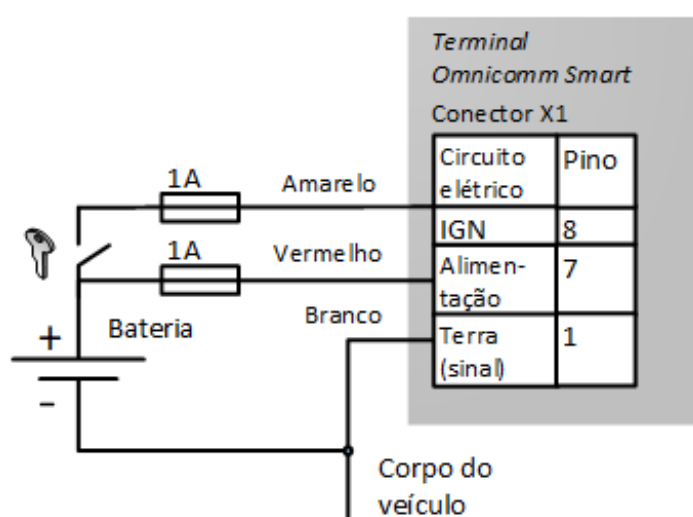 Terminal
Omnicomm Smart
Conector X1
Circuito
elétrico
Pino
1A
Amarelo
IGN
8
1A
Vermelho
Alimen-
tação
7
Branco
+
Bateria
Terra
(sinal)
1
-
Corpo do
veículo